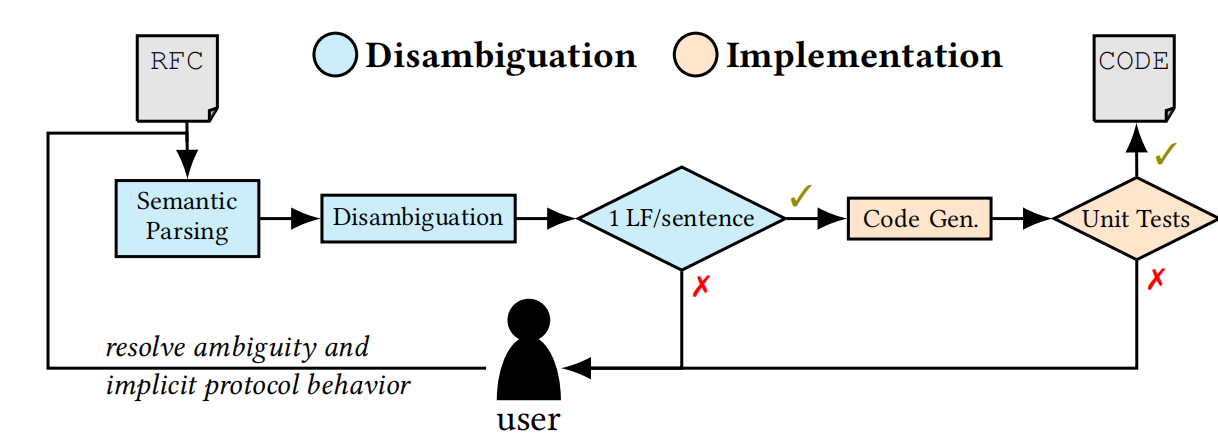 RFC
Disambiguation
Implementation
CODE
Semantic
Parsing
Disambiguation
1 LF/sentence
✓
Code Gen.
Unit Tests
✓
✗
✗
resolve ambiguity and
implicit protocol behavior
user